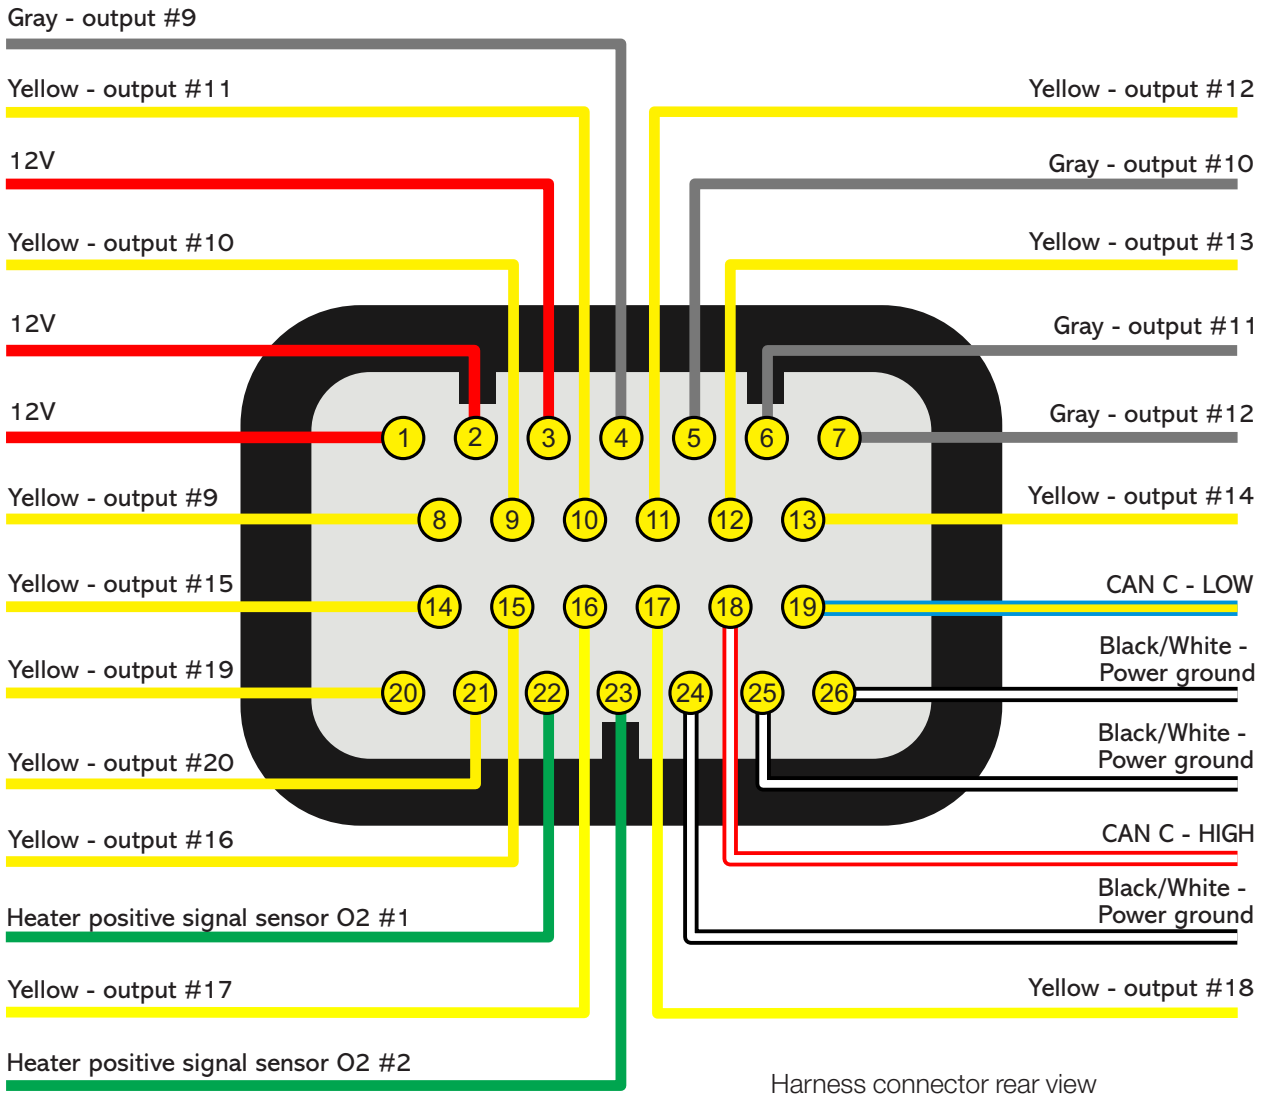 Gray - output #9
Yellow - output #11
Yellow - output #12
12V
Gray - output #10
Yellow - output #10
Yellow - output #13
12V
Gray - output #11
12V
Gray - output #12
1 2 3 4 5 6 7
Yellow - output #9
Yellow - output #14
8 9 10 11 12 13
Yellow - output #15
CAN C - LOW
14 15 16 17 18 19
Black/White -
Power ground
Yellow - output #19
20 21 22 23 24 25 26
Black/White -
Power ground
Yellow - output #20
Yellow - output #16
CAN C - HIGH
Black/White -
Power ground
Heater positive signal sensor O2 #1
Yellow - output #17
Yellow - output #18
Heater positive signal sensor O2 #2
Harness connector rear view